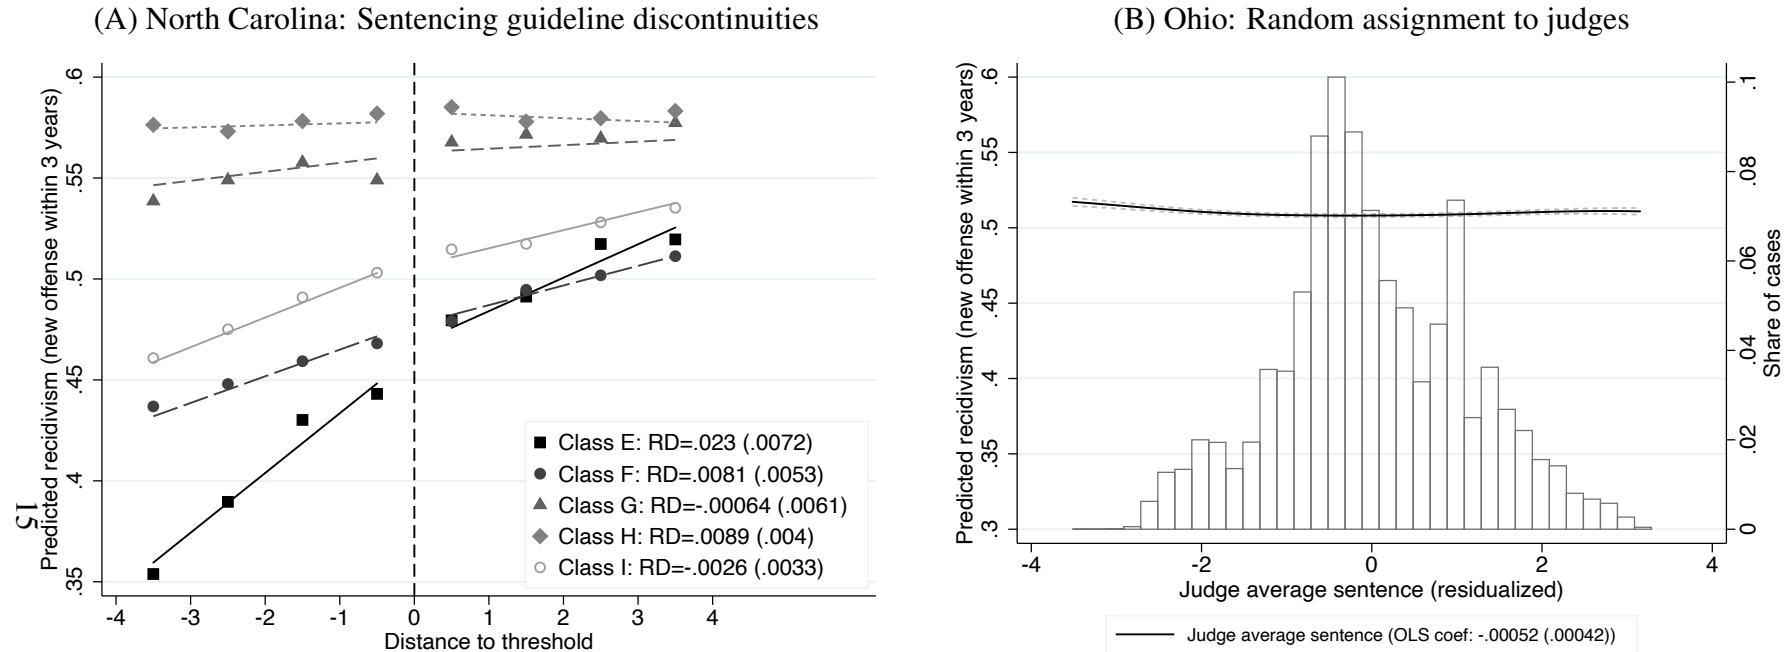 (A) North Carolina: Sentencing guideline discontinuities
Predicted recidivism (new offense within 3 years)
.6
.55
.5
.45
.4
.35
-4 -3 -2 -1 0 1 2 3 4
Distance to threshold
Class E: RD=.023 (.0072)
Class F: RD=.0081 (.0053)
Class G: RD=-.00064 (.0061)
Class H: RD=.0089 (.004)
Class I: RD=-.0026 (.0033)
15
(B) Ohio: Random assignment to judges
Predicted recidivism (new offense within 3 years)
.6
.55
.5
.45
.4
.35
.3
.1
.08
.06
.04
.02
0
Share of cases
-4 -2 0 2 4
Judge average sentence (residualized)
Judge average sentence (OLS coef: -.00052 (.00042))